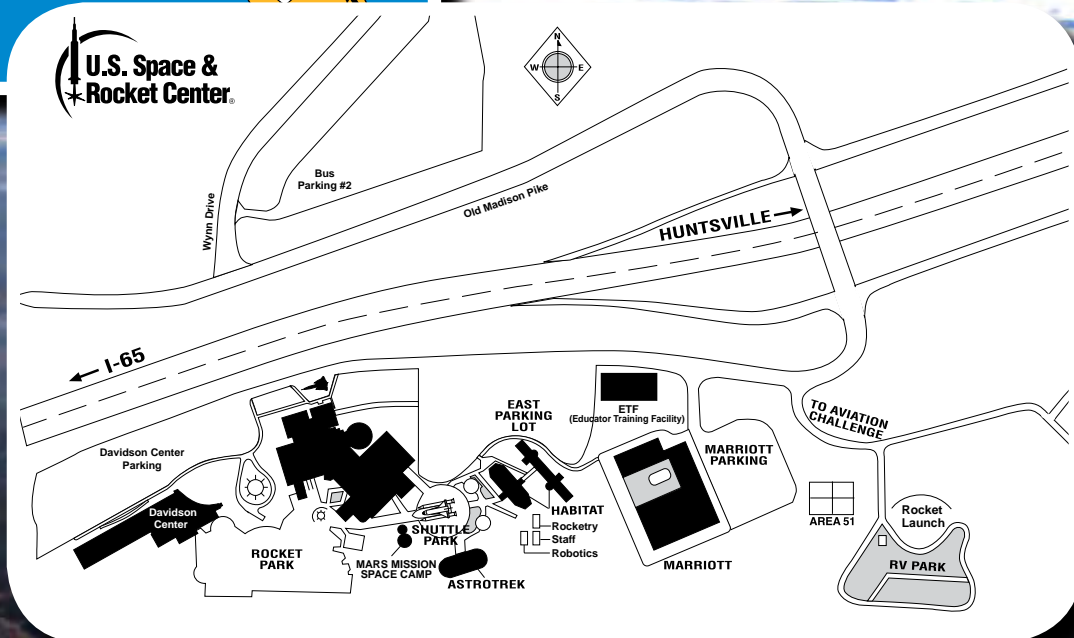 U.S. Space &
Rocket Center®
N
W E
S
Bus
Parking #2
Wynn Drive
Old Madison Pike
HUNTSVILLE
I-65
TO AVIATION
CHALLENGE
EAST
PARKING
LOT
ETF
(Educator Training Facility)
MARRIOTT
PARKING
Davidson Center
Parking
Davidson
Center
HABITAT
Rocketry
Staff
Robotics
SHUTTLE
PARK
AREA 51
Rocket
Launch
ROCKET
PARK
MARS MISSION
SPACE CAMP
ASTROTREK
MARRIOTT
RV PARK